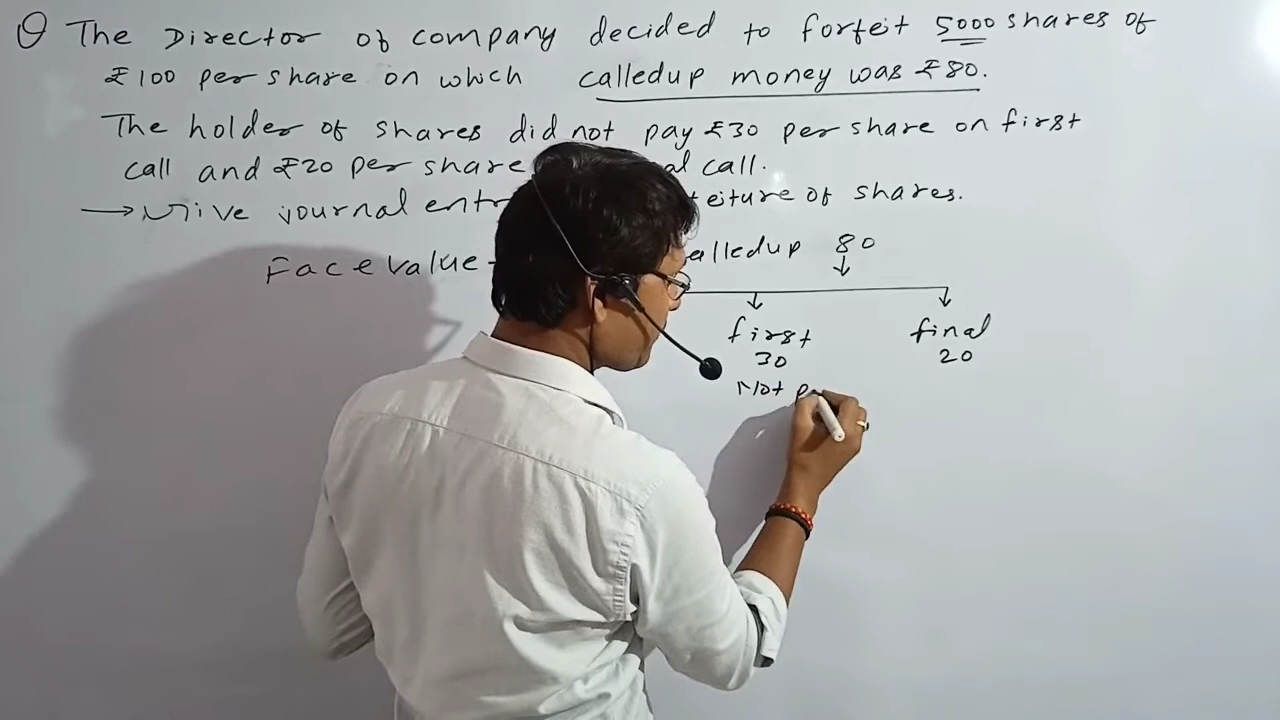 Q The Director of company decided to forfeit 5000 shares of
₹100 per share on which calledup money was ₹80.
The holder of shares did not pay ₹30 per share on first
call and ₹20 per share call.
→ Give journal of shares.
Face value 80
first final
30 20
Not